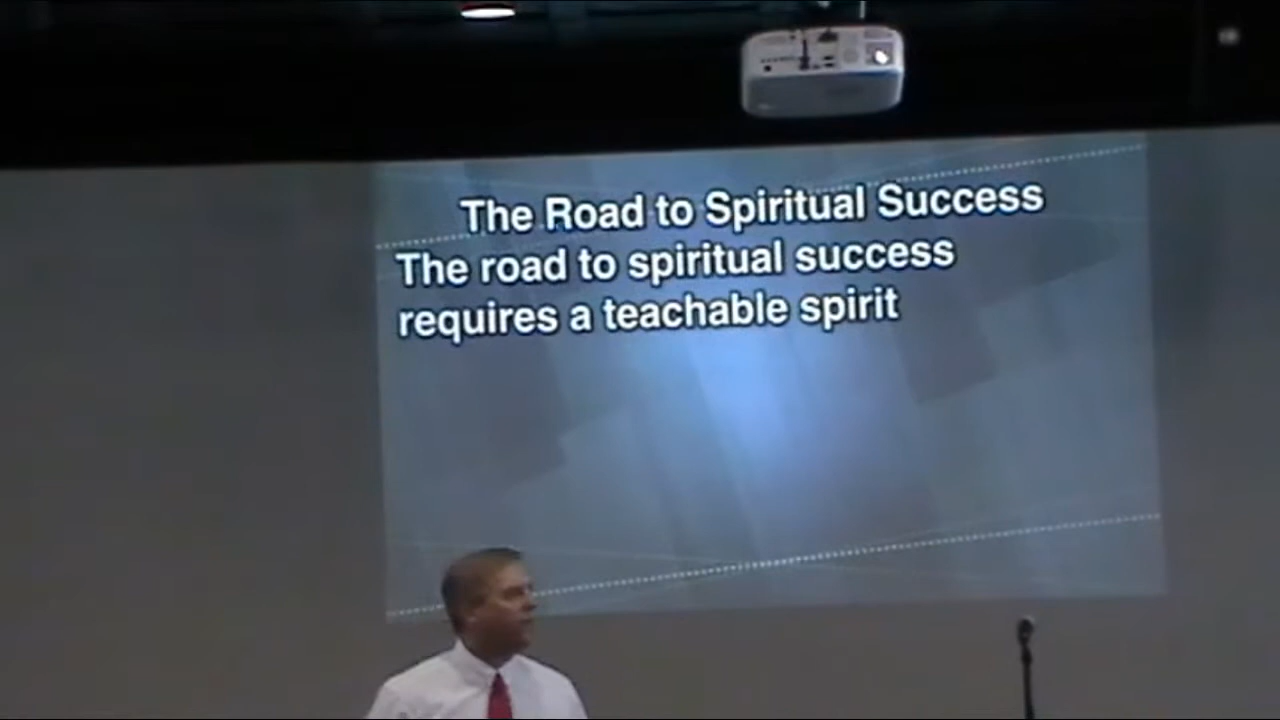 The Road to Spiritual Success
The road to spiritual success
requires a teachable spirit